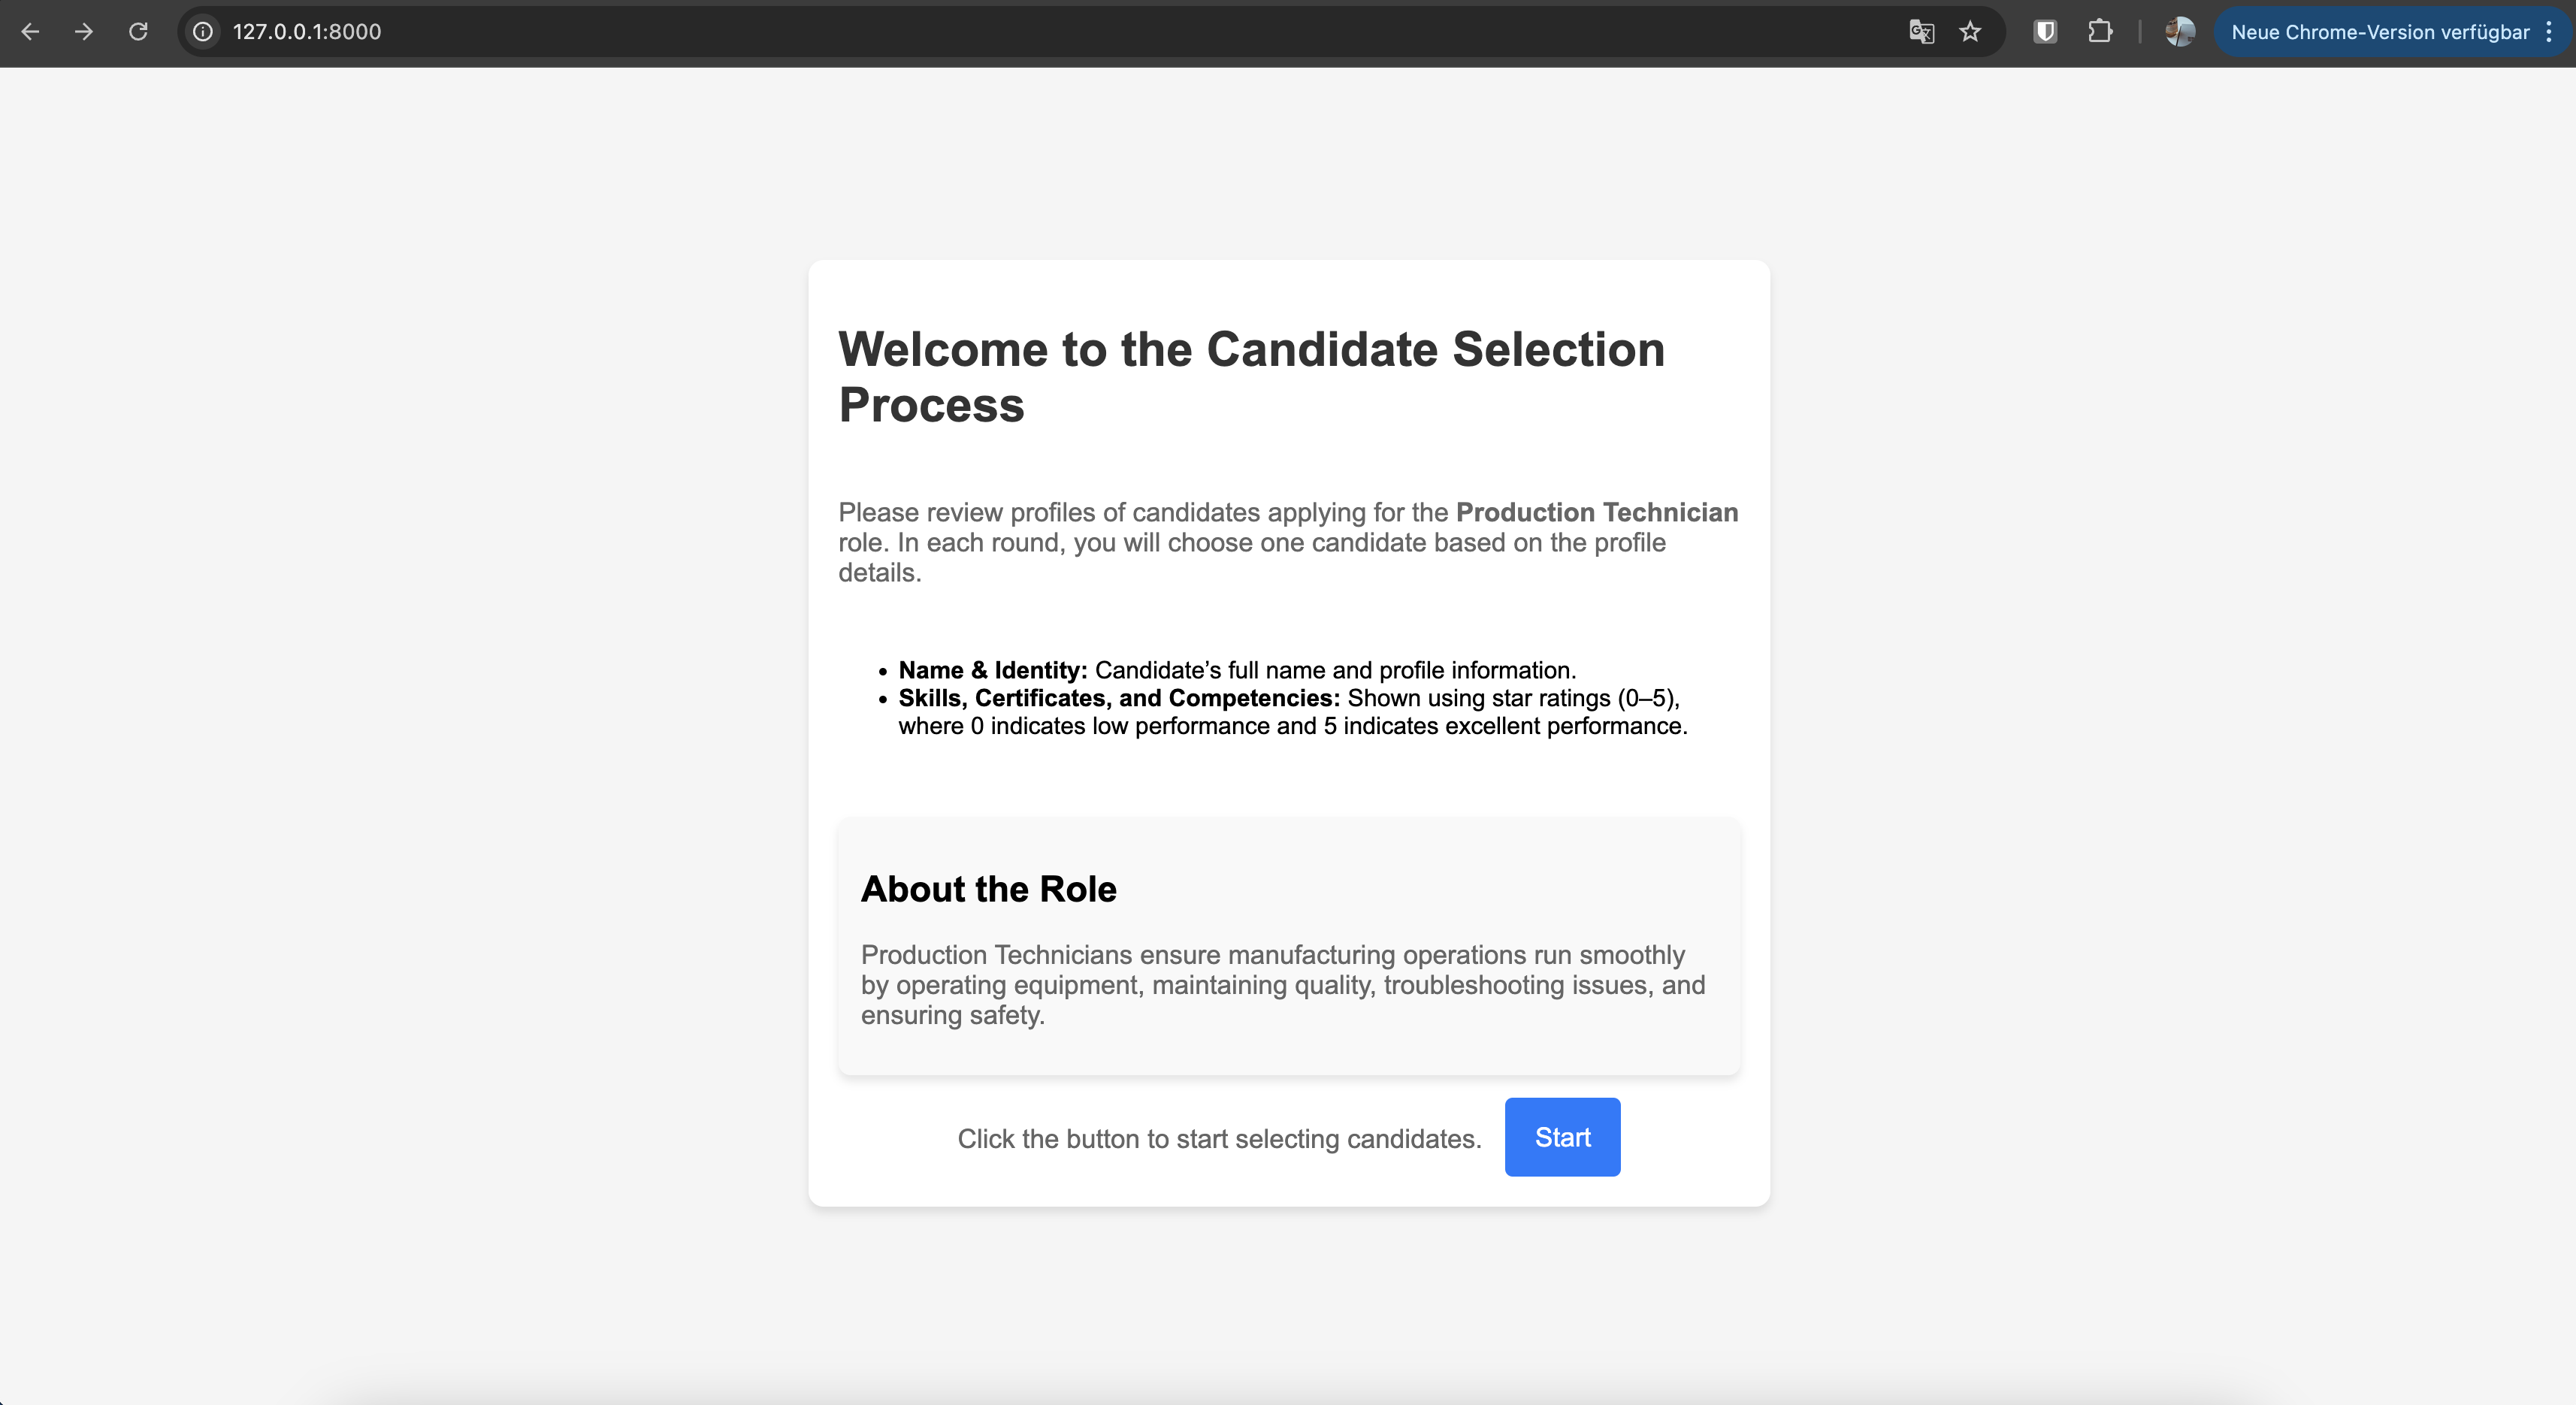 127.0.0.1:8000
Neue Chrome-Version verfügbar
Welcome to the Candidate Selection
Process
Please review profiles of candidates applying for the Production Technician
role. In each round, you will choose one candidate based on the profile
details.
• Name & Identity: Candidate’s full name and profile information.
• Skills, Certificates, and Competencies: Shown using star ratings (0–5),
where 0 indicates low performance and 5 indicates excellent performance.
About the Role
Production Technicians ensure manufacturing operations run smoothly
by operating equipment, maintaining quality, troubleshooting issues, and
ensuring safety.
Click the button to start selecting candidates.
Start